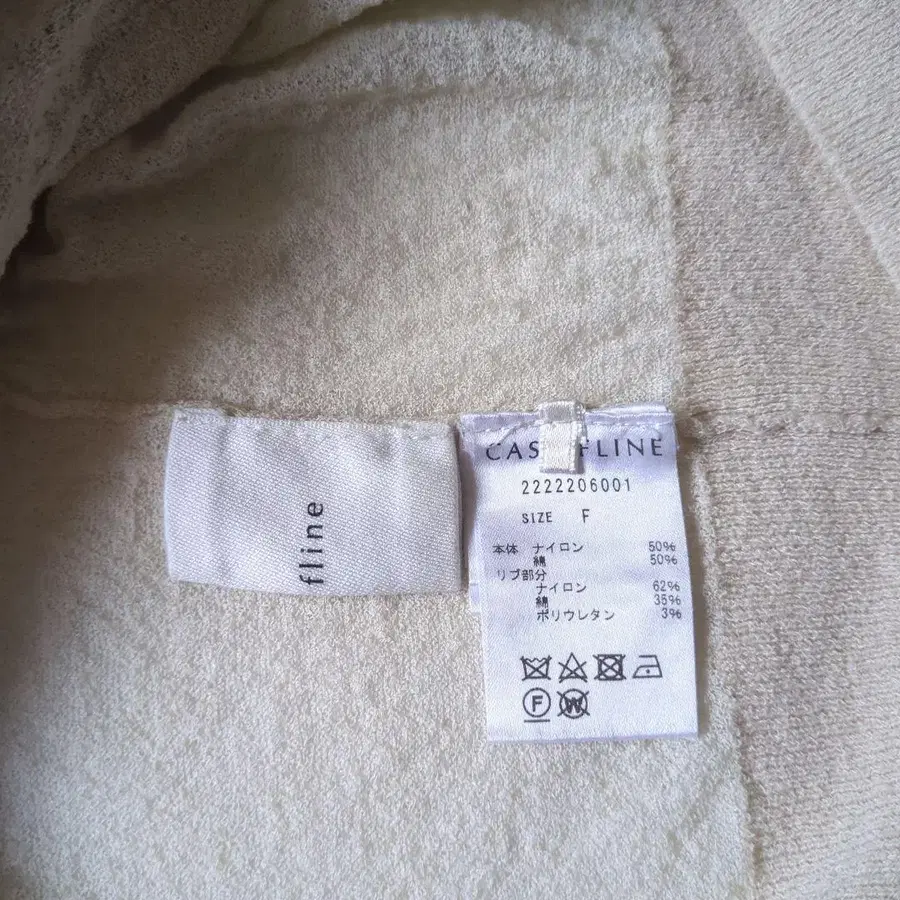 fline
CAS FLINE
2222206001
SIZE F
本体 ナイロン 50%
綿 50%
リブ部分
ナイロン 62%
綿 35%
ポリウレタン 3%
F W